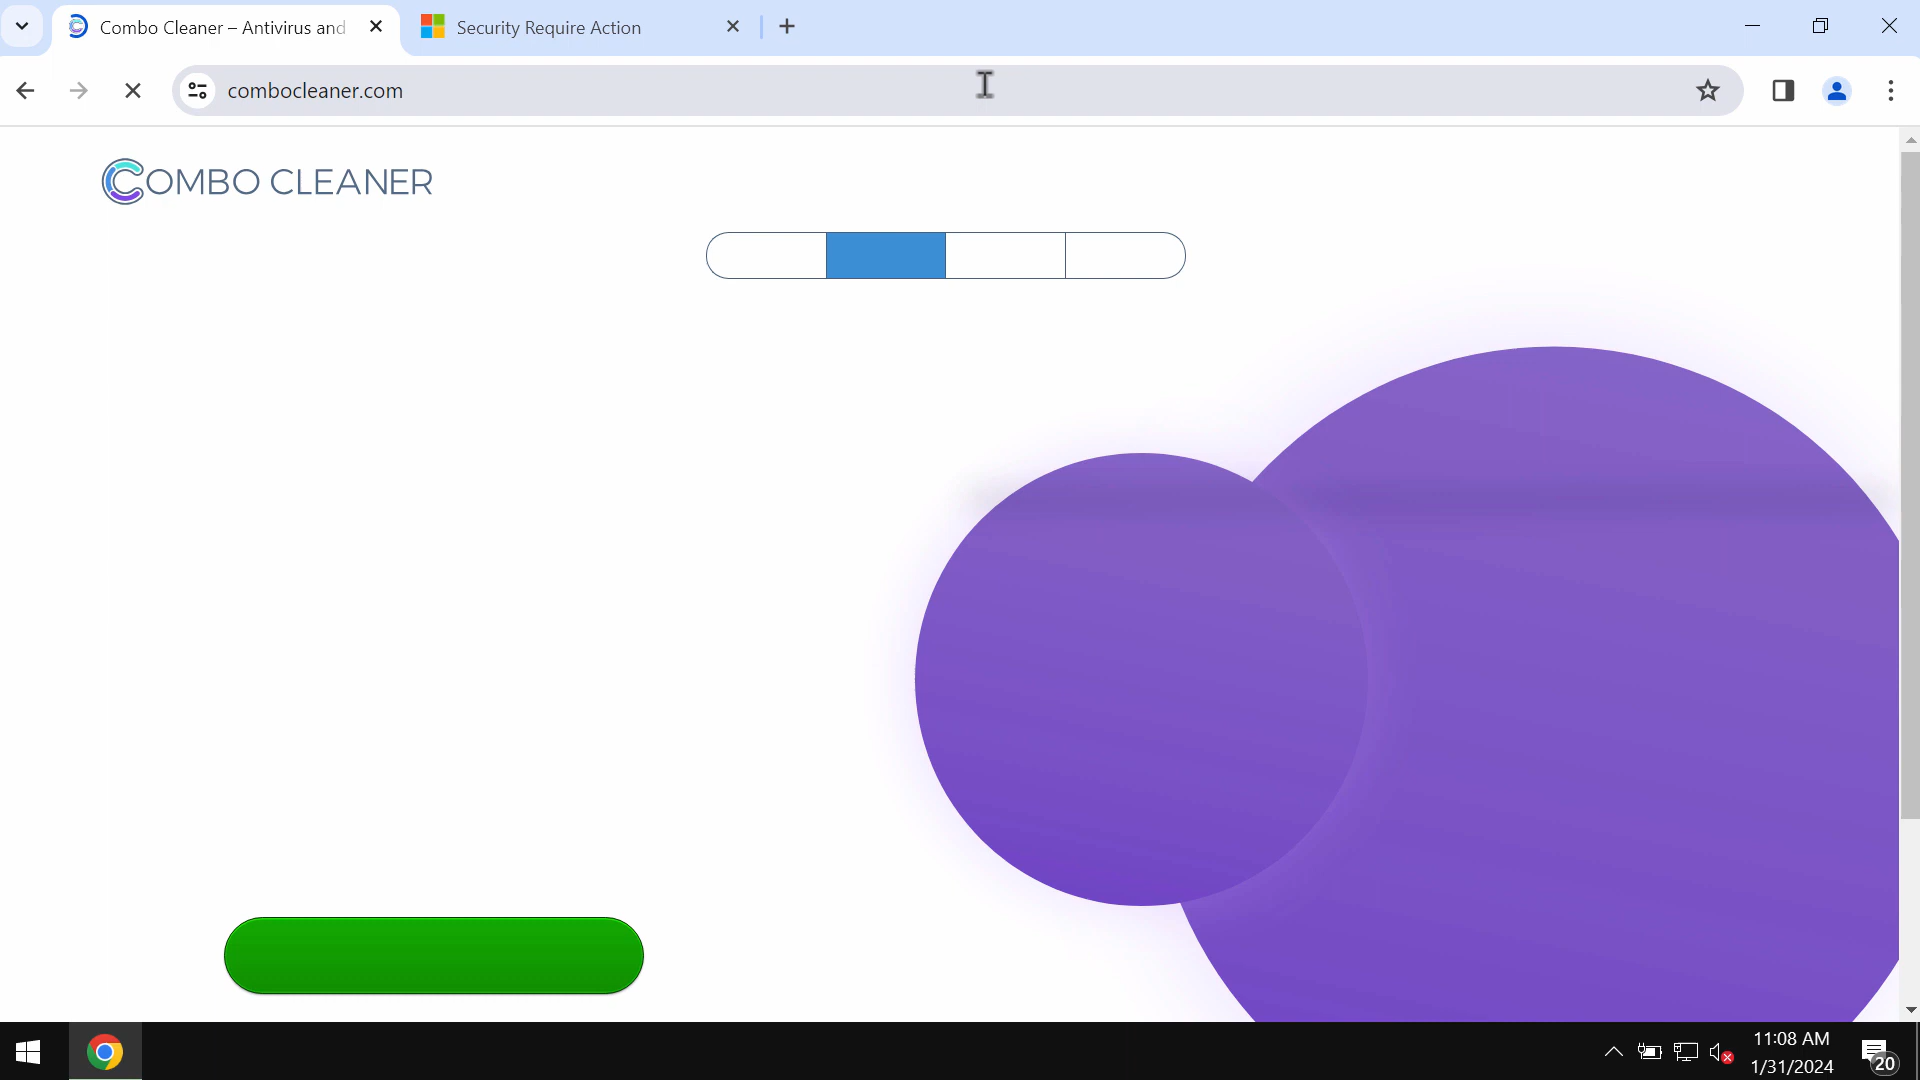 Combo Cleaner – Antivirus and
Security Require Action
combocleaner.com
COMBO CLEANER
11:08 AM
1/31/2024
20